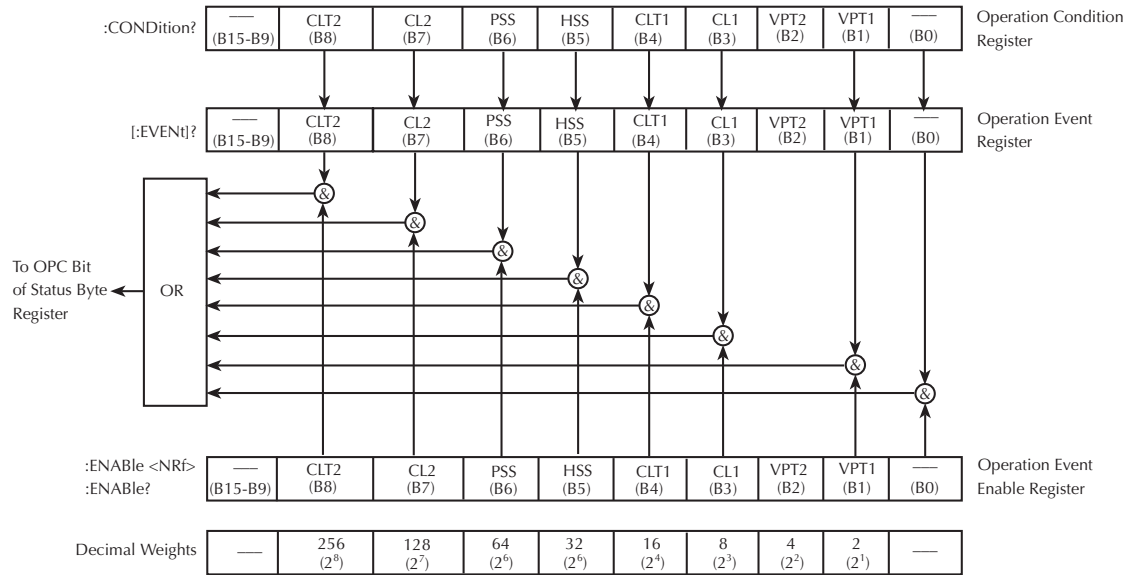 :CONDition?
—— CLT2 CL2 PSS HSS CLT1 CL1 VPT2 VPT1 ——
(B15-B9) (B8) (B7) (B6) (B5) (B4) (B3) (B2) (B1) (B0)
Operation Condition
Register
[:EVENt]?
—— CLT2 CL2 PSS HSS CLT1 CL1 VPT2 VPT1 ——
(B15-B9) (B8) (B7) (B6) (B5) (B4) (B3) (B2) (B1) (B0)
Operation Event
Register
&
&
&
&
&
&
&
&
To OPC Bit
of Status Byte
Register
OR
:ENABle <NRf>
:ENABle?
—— CLT2 CL2 PSS HSS CLT1 CL1 VPT2 VPT1 ——
(B15-B9) (B8) (B7) (B6) (B5) (B4) (B3) (B2) (B1) (B0)
Operation Event
Enable Register
Decimal Weights
—— 256 128 64 32 16 8 4 2 ——
(2⁸) (2⁷) (2⁶) (2⁶) (2⁴) (2³) (2²) (2¹)